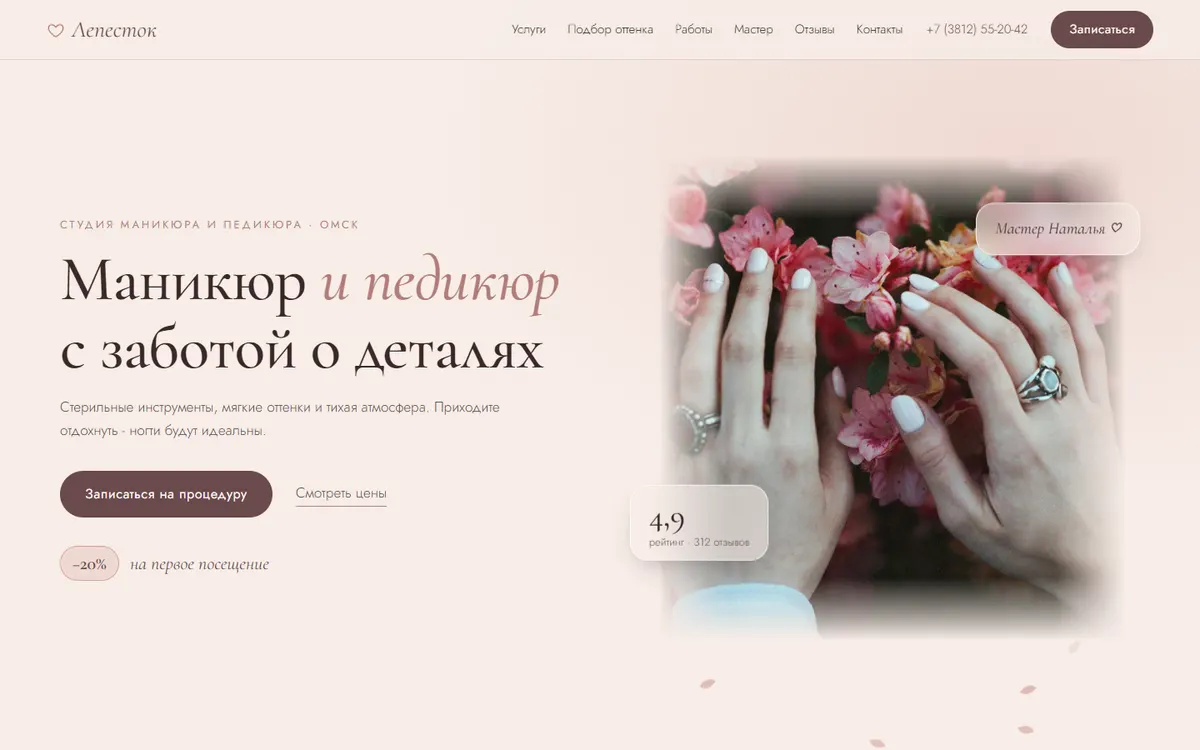 Лепесток
Услуги
Подбор оттенка
Работы
Мастер
Отзывы
Контакты
+7 (3812) 55-20-42
Записаться
СТУДИЯ МАНИКЮРА И ПЕДИКЮРА · ОМСК
Маникюр и педикюр
с заботой о деталях
Стерильные инструменты, мягкие оттенки и тихая атмосфера. Приходите
отдохнуть - ногти будут идеальны.
Записаться на процедуру
Смотреть цены
−20%
на первое посещение
Мастер Наталья
4,9
рейтинг · 312 отзывов